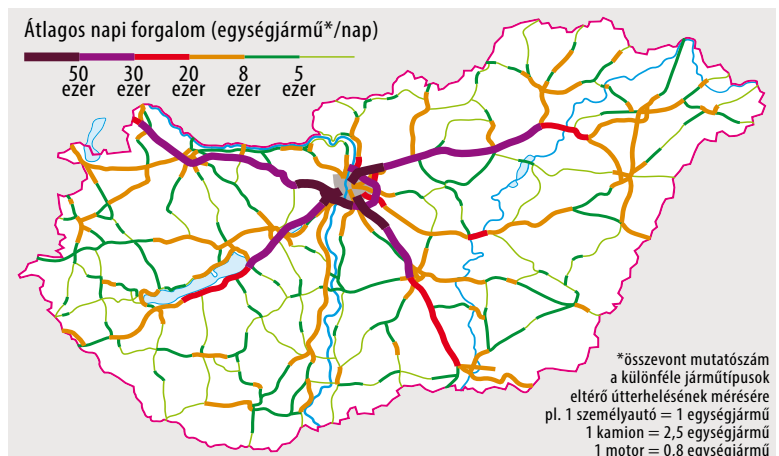 Átlagos napi forgalom (egységjármű*/nap)
50 30 20 8 5
ezer ezer ezer ezer ezer
*összevont mutatószám
a különféle járműtípusok
eltérő útterhelésének mérésére
pl. 1 személyautó = 1 egységjármű
1 kamion = 2,5 egységjármű
1 motor = 0,8 egységjármű